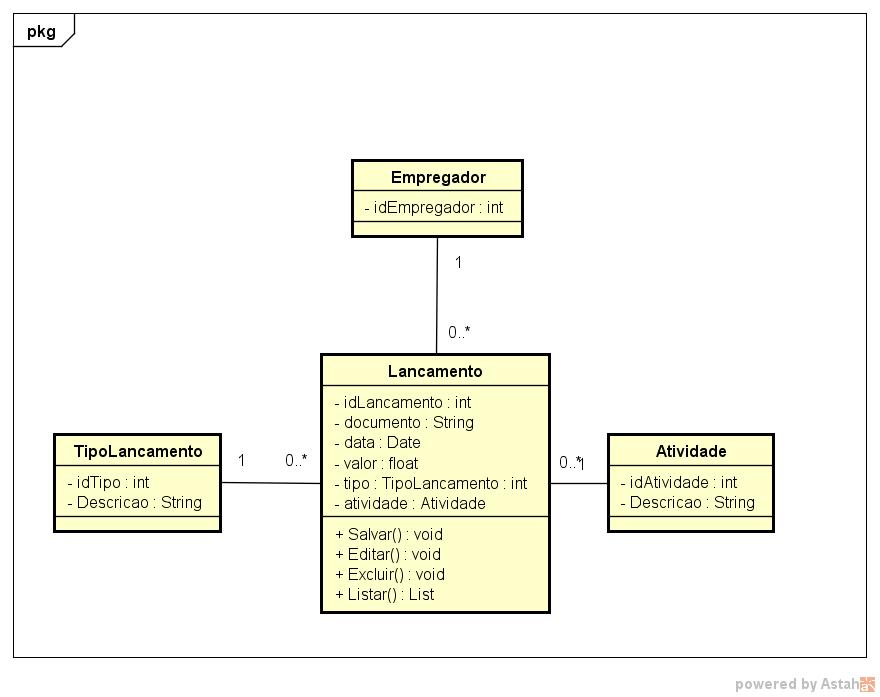 pkg
Empregador
- idEmpregador : int
1
0..*
Lancamento
- idLancamento : int
- documento : String
- data : Date
- valor : float
- tipo : TipoLancamento : int
- atividade : Atividade
+ Salvar() : void
+ Editar() : void
+ Excluir() : void
+ Listar() : List
TipoLancamento
- idTipo : int
- Descricao : String
1
0..*
0..*
1
Atividade
- idAtividade : int
- Descricao : String
powered by Astah